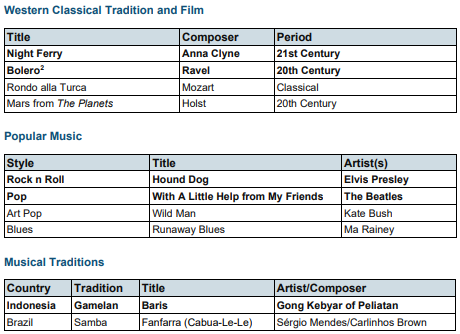 Western Classical Tradition and Film
Title Composer Period
Night Ferry Anna Clyne 21st Century
Bolero² Ravel 20th Century
Rondo alla Turca Mozart Classical
Mars from The Planets Holst 20th Century
Popular Music
Style Title Artist(s)
Rock n Roll Hound Dog Elvis Presley
Pop With A Little Help from My Friends The Beatles
Art Pop Wild Man Kate Bush
Blues Runaway Blues Ma Rainey
Musical Traditions
Country Tradition Title Artist/Composer
Indonesia Gamelan Baris Gong Kebyar of Peliatan
Brazil Samba Fanfarra (Cabua-Le-Le) Sérgio Mendes/Carlinhos Brown